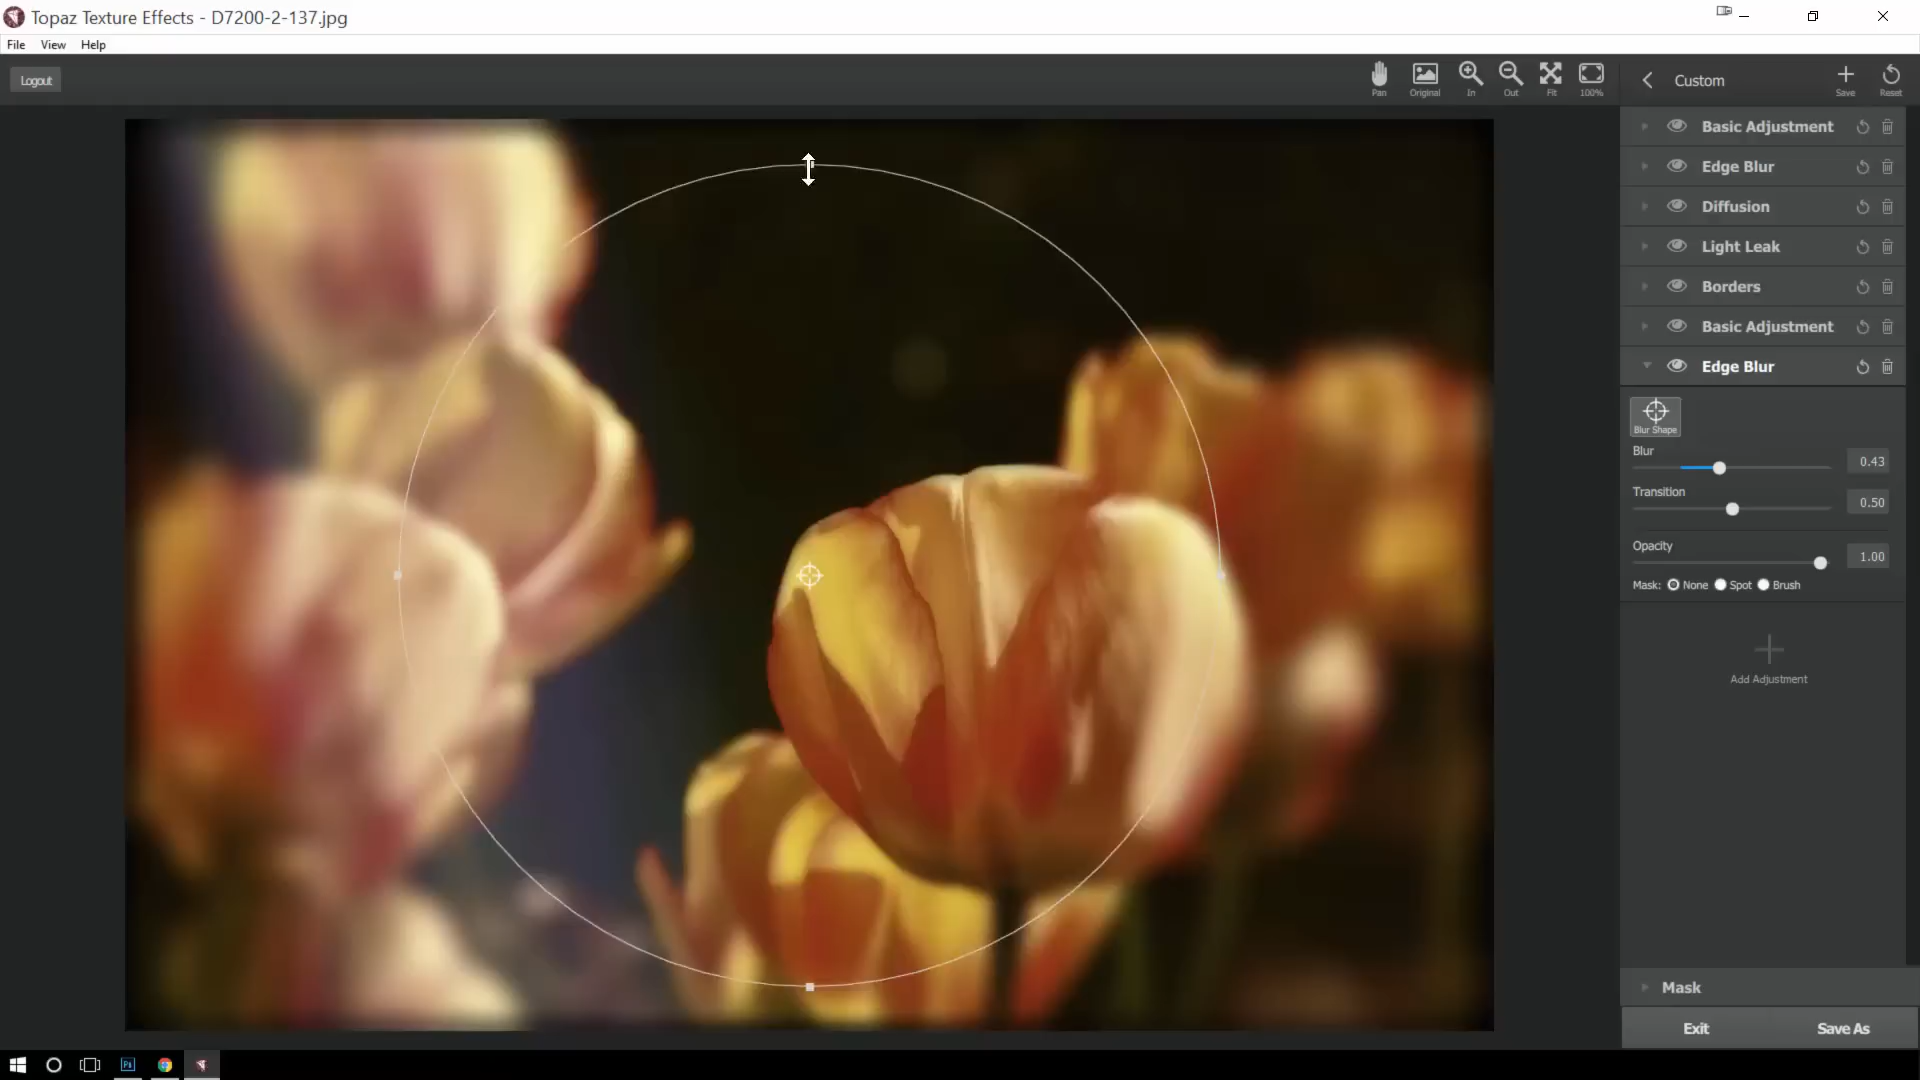 Topaz Texture Effects - D7200-2-137.jpg
File View Help
Logout
Pan Original In Out Fit 100%
Custom
Save Reset
Basic Adjustment
Edge Blur
Diffusion
Light Leak
Borders
Basic Adjustment
Edge Blur
Blur Shape
Blur
0.43
Transition
0.50
Opacity
1.00
Mask: None Spot Brush
Add Adjustment
Mask
Exit Save As